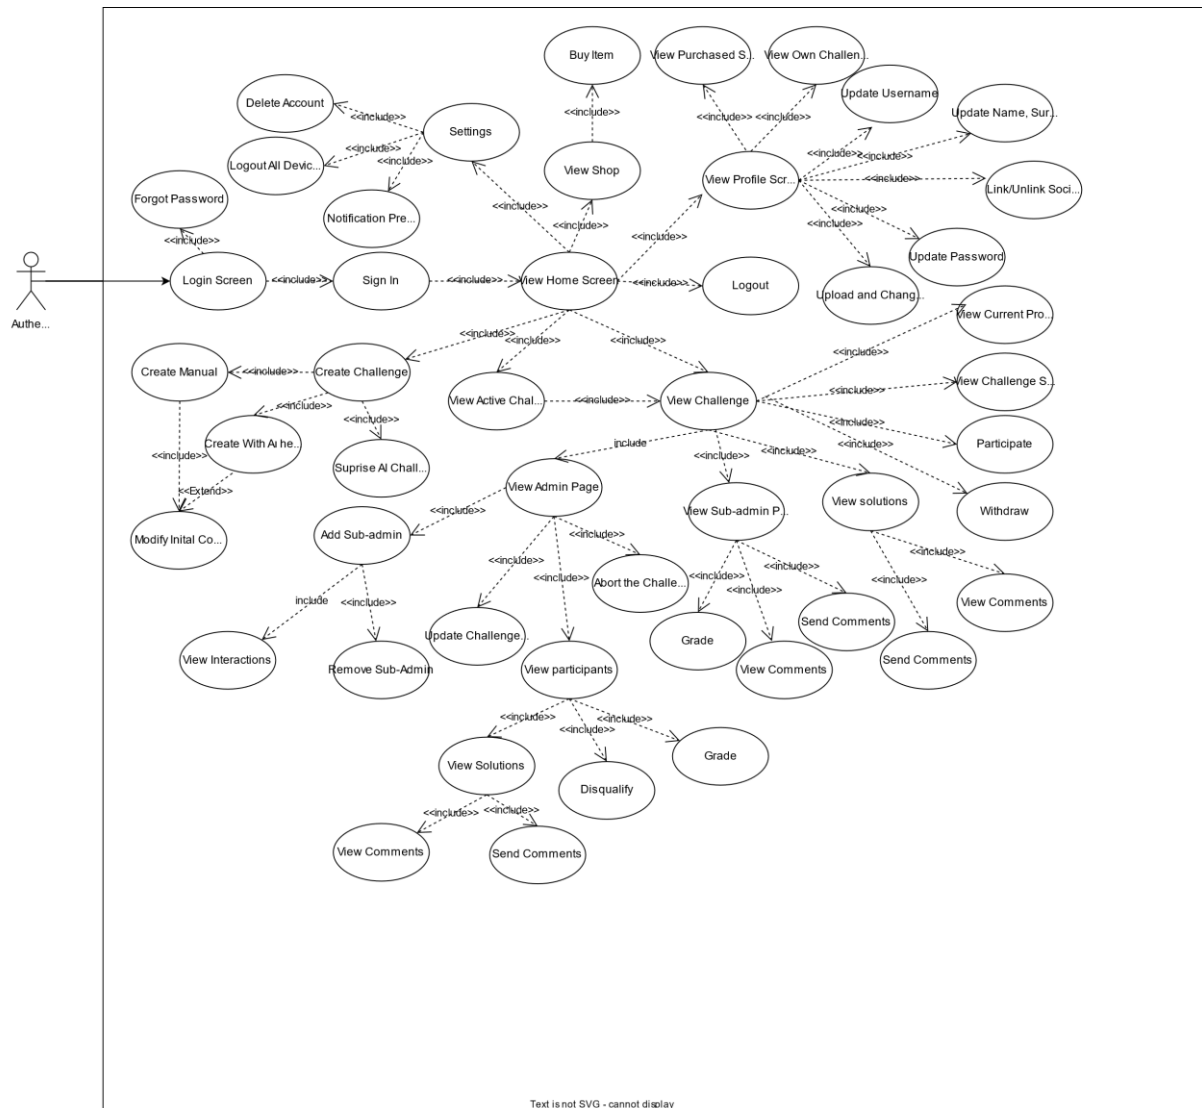 Buy Item
View Purchased S...
View Own Challen...
Update Username
Delete Account
<<include>>
<<include>>
<<include>>
<<include>>
Update Name, Sur...
<<include>>
Settings
<<include>>
<<include>>
Logout All Devic...
<<include>>
View Shop
View Profile Scr...
<<include>>
<<include>>
Link/Unlink Soci...
Forgot Password
<<include>>
<<include>>
<<include>>
Notification Pre...
<<include>>
<<include>>
<<include>>
<<include>>
Update Password
Login Screen
<<include>>
Sign In
<<include>>
View Home Screen
<<include>>
Logout
Upload and Chang...
View Current Pro...
Authe...
<<include>>
<<include>>
<<include>>
<<include>>
Create Manual
<<include>>
Create Challenge
View Active Chal...
<<include>>
View Challenge
<<include>>
View Challenge S...
<<include>>
<<include>>
<<include>>
Create With Ai he...
<<include>>
<<include>>
Participate
include
<<include>>
<<include>>
<<include>>
Suprise AI Chall...
<<Extend>>
View Admin Page
View Sub-admin P...
View solutions
Withdraw
Modify Inital Co...
Add Sub-admin
<<include>>
<<include>>
<<include>>
<<include>>
Abort the Challe...
<<include>>
<<include>>
<<include>>
<<include>>
<<include>>
include
<<include>>
View Comments
Send Comments
Update Challenge...
Grade
View Interactions
Remove Sub-Admin
View participants
View Comments
Send Comments
<<include>>
<<include>>
<<include>>
View Solutions
Disqualify
Grade
<<include>>
<<include>>
View Comments
Send Comments
Text is not SVG - cannot display